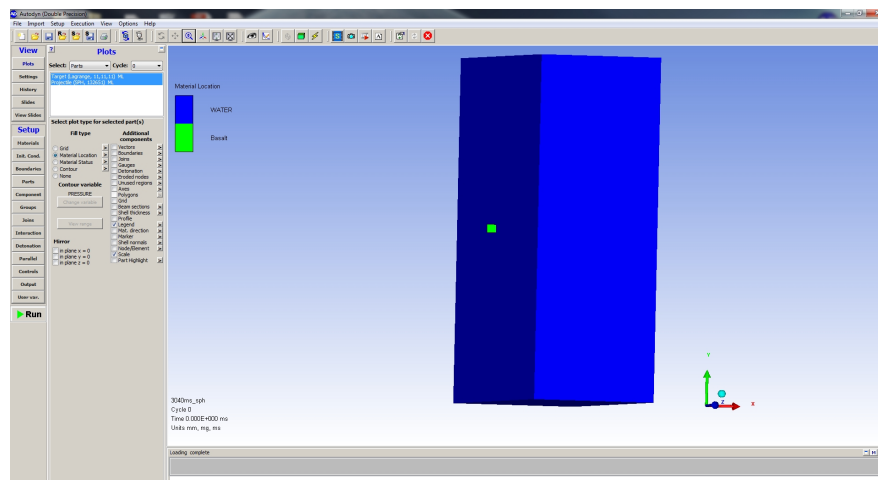 Autodyn (Double Precision)
File Import Setup Execution View Options Help
View
Plots
Settings
History
Slides
View Slides
Setup
Materials
Init. Cond.
Boundaries
Parts
Component
Groups
Joins
Interaction
Detonation
Parallel
Controls
Output
User var.
Run
Plots
Select: Parts Cycle: 0
Target (Lagrange, 11,11,11) ML
Select plot type for selected part(s)
Fill type
Grid
Material Location
Material Status
Contour
None
Contour variable
PRESSURE
Change variable
Mirror
in plane x = 0
in plane y = 0
in plane z = 0
Additional
components
Vectors
Boundaries
Joins
Gauges
Detonation
Eroded nodes
Unused regions
Axes
Polygons
Grid
Beam sections
Shell thickness
Profile
Legend
Mat. direction
Marker
Shell normals
Node/Element
Scale
Part Highlight
Material Location
WATER
Basalt
3040ms_sph
Cycle 0
Time 0.000E+000 ms
Units mm, mg, ms
Y
Z
X
Loading complete